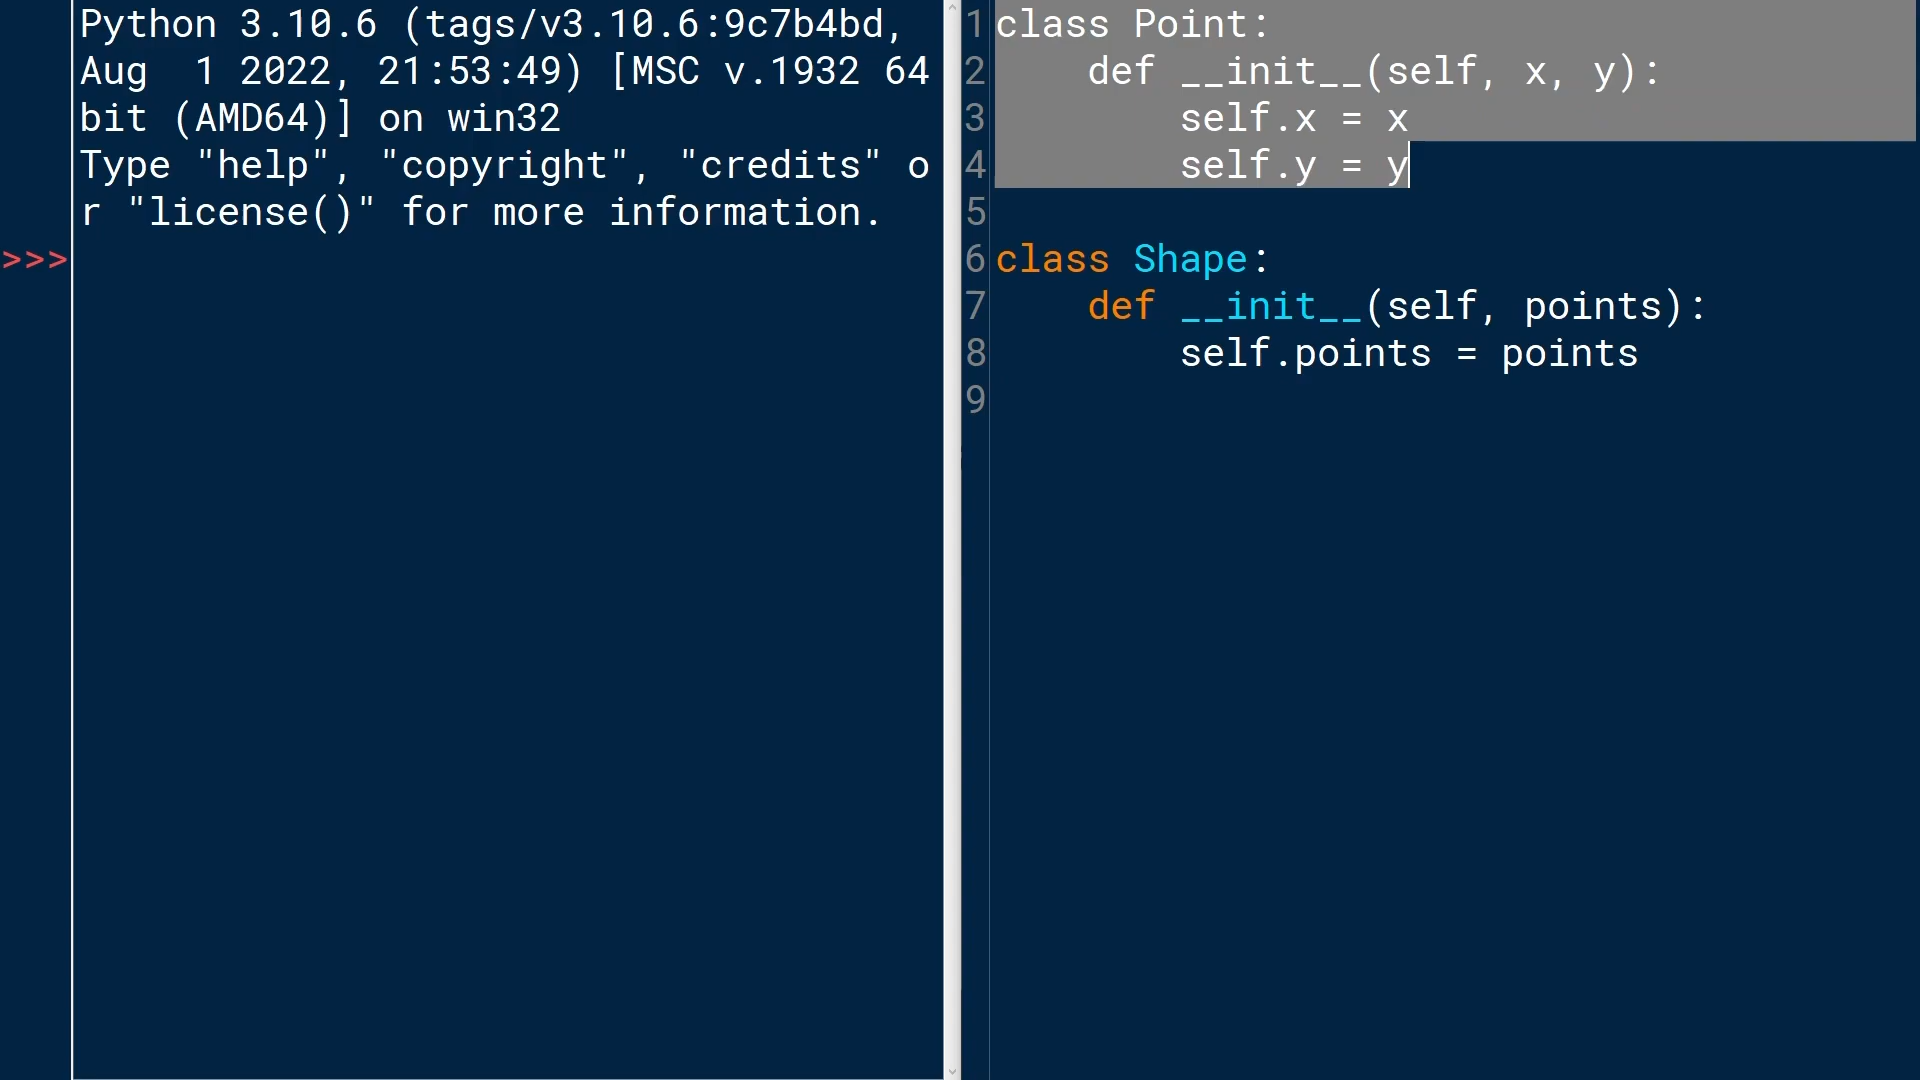 Python 3.10.6 (tags/v3.10.6:9c7b4bd,
Aug  1 2022, 21:53:49) [MSC v.1932 64
bit (AMD64)] on win32
Type "help", "copyright", "credits" o
r "license()" for more information.
>>>
1 class Point:
2     def __init__(self, x, y):
3         self.x = x
4         self.y = y
5
6 class Shape:
7     def __init__(self, points):
8         self.points = points
9